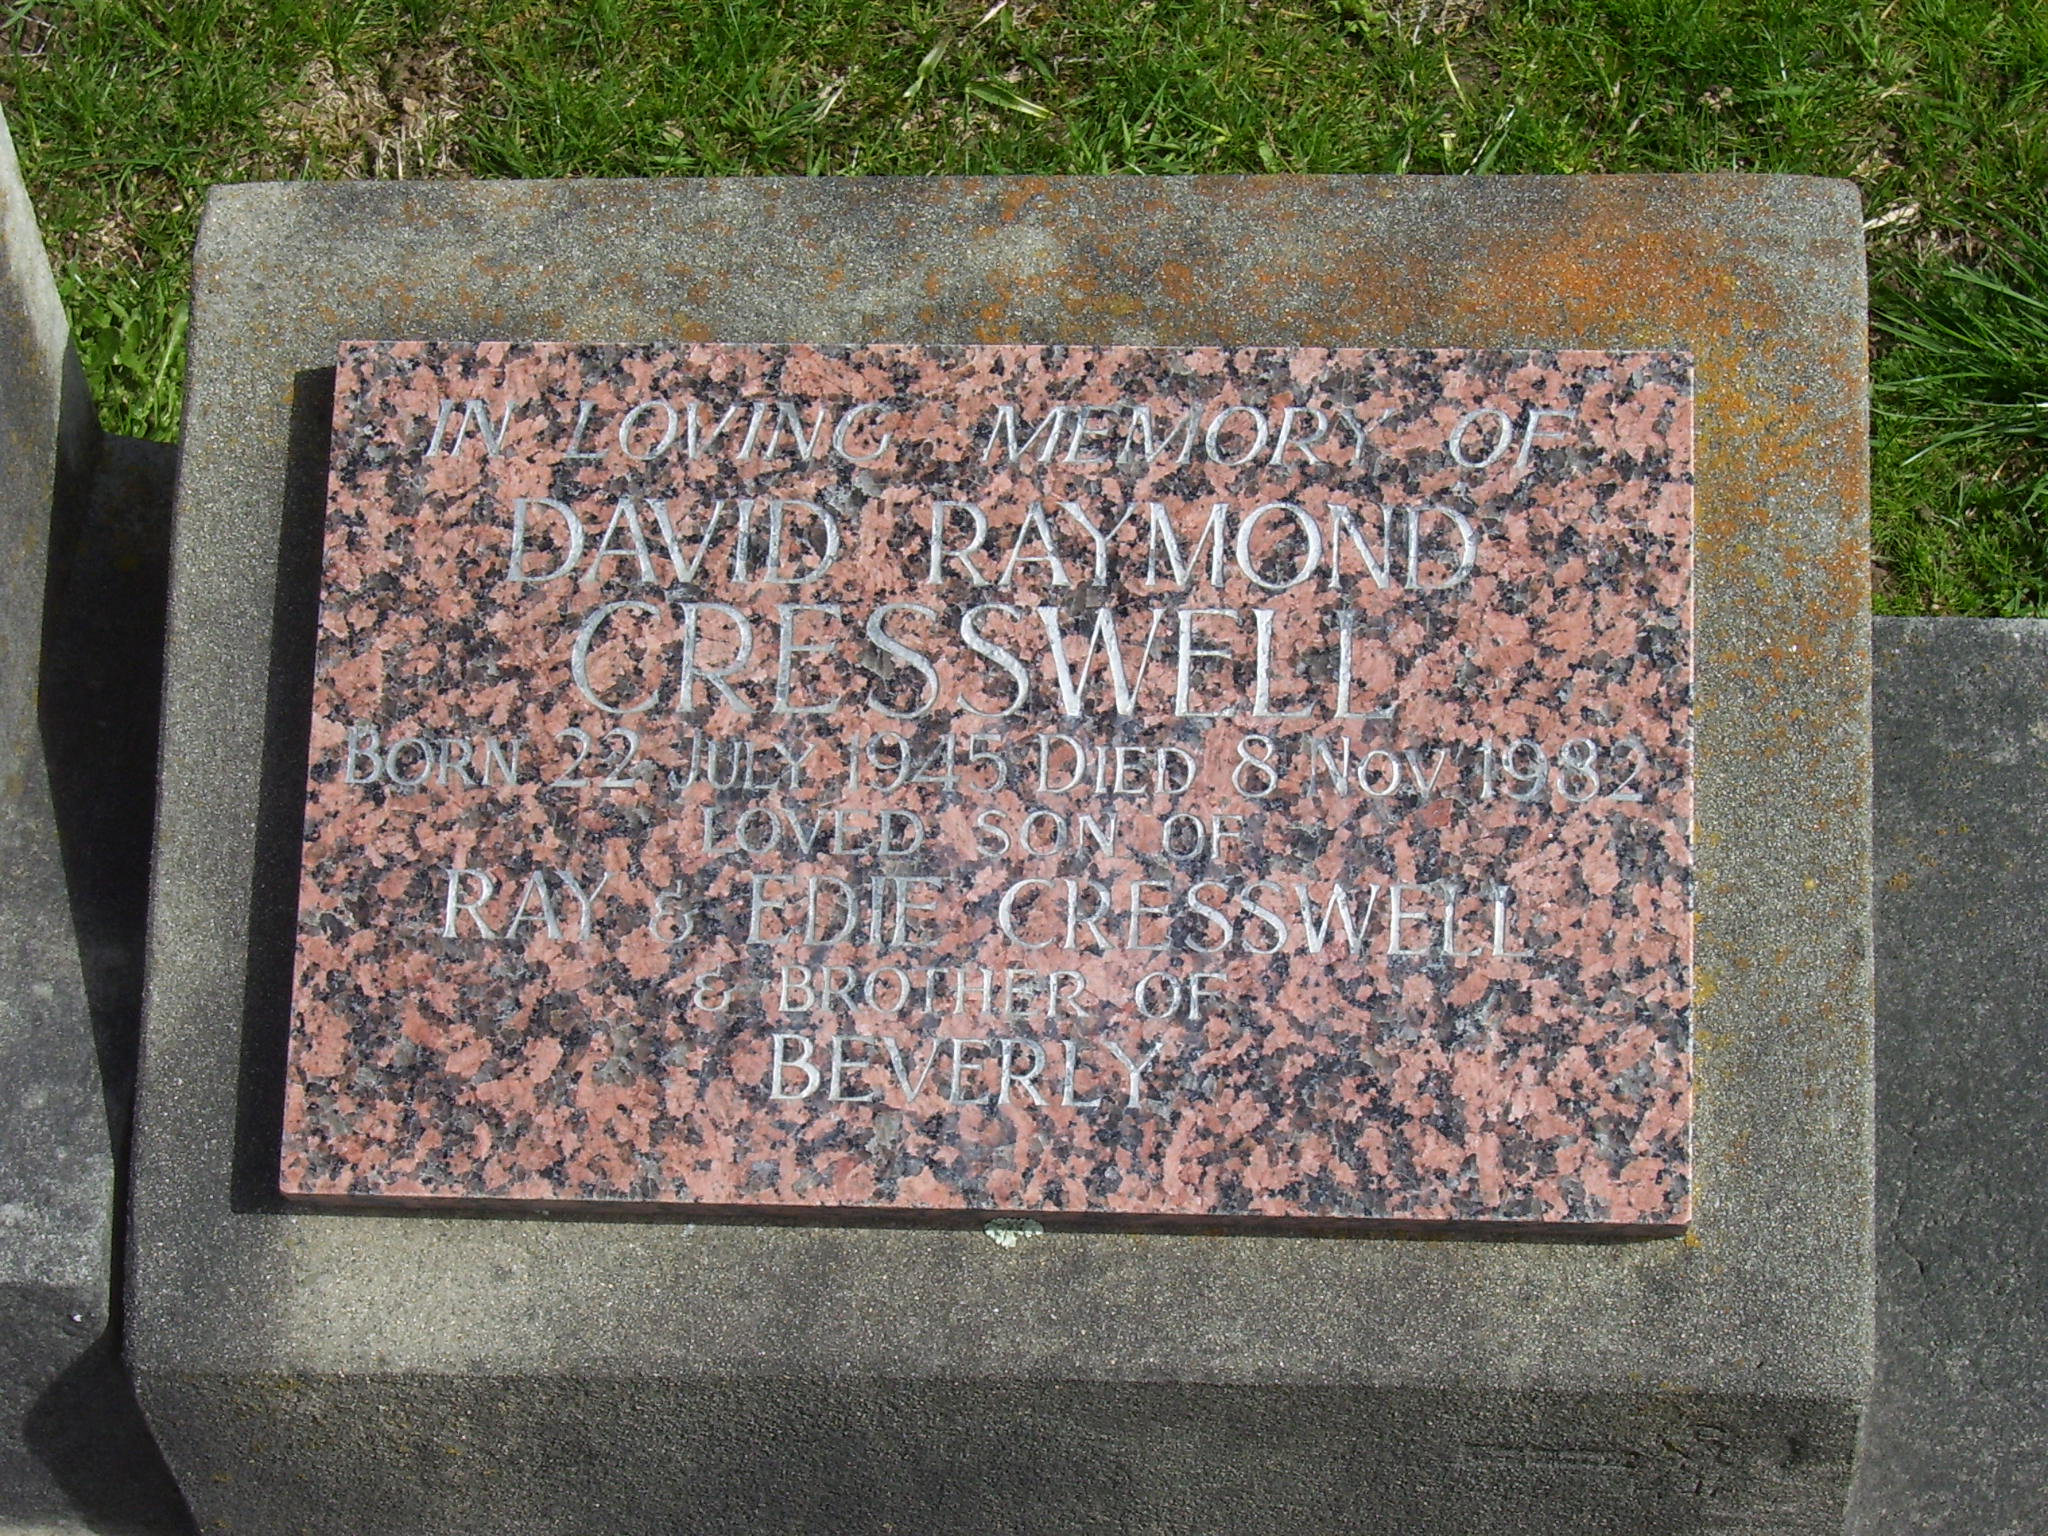 IN LOVING MEMORY OF
DAVID RAYMOND
CRESSWELL
BORN 22 JULY 1945 DIED 8 NOV 1982
LOVED SON OF
RAY & EDIE CRESSWELL
& BROTHER OF
BEVERLY